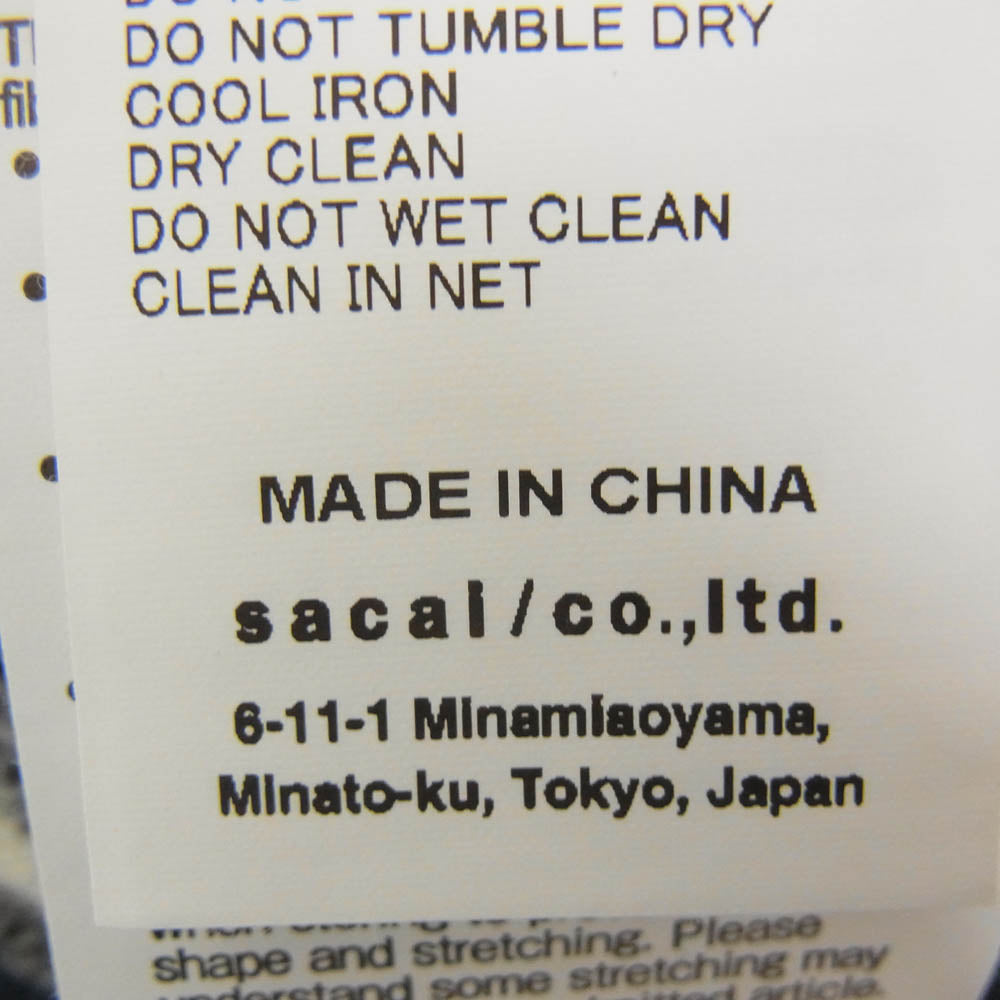 DO NOT TUMBLE DRY
COOL IRON
DRY CLEAN
DO NOT WET CLEAN
CLEAN IN NET
MADE IN CHINA
sacai/co.,ltd.
6-11-1 Minamiaoyama,
Minato-ku, Tokyo, Japan
shape and stretching. Please
understand some stretching may
article.